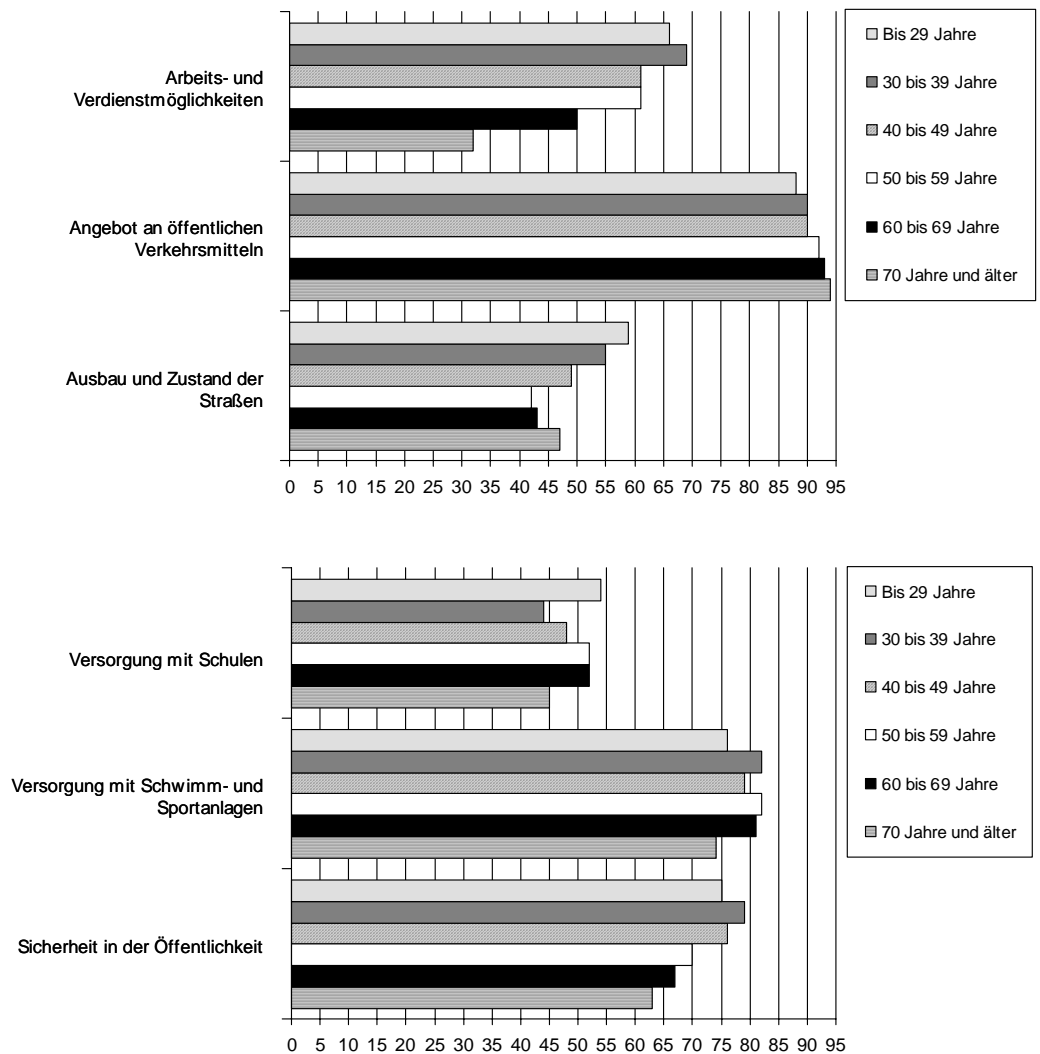 Arbeits- und
Verdienstmöglichkeiten
Angebot an öffentlichen
Verkehrsmitteln
Ausbau und Zustand der
Straßen
0 5 10 15 20 25 30 35 40 45 50 55 60 65 70 75 80 85 90 95
Bis 29 Jahre
30 bis 39 Jahre
40 bis 49 Jahre
50 bis 59 Jahre
60 bis 69 Jahre
70 Jahre und älter
Versorgung mit Schulen
Versorgung mit Schwimm- und
Sportanlagen
Sicherheit in der Öffentlichkeit
0 5 10 15 20 25 30 35 40 45 50 55 60 65 70 75 80 85 90 95
Bis 29 Jahre
30 bis 39 Jahre
40 bis 49 Jahre
50 bis 59 Jahre
60 bis 69 Jahre
70 Jahre und älter